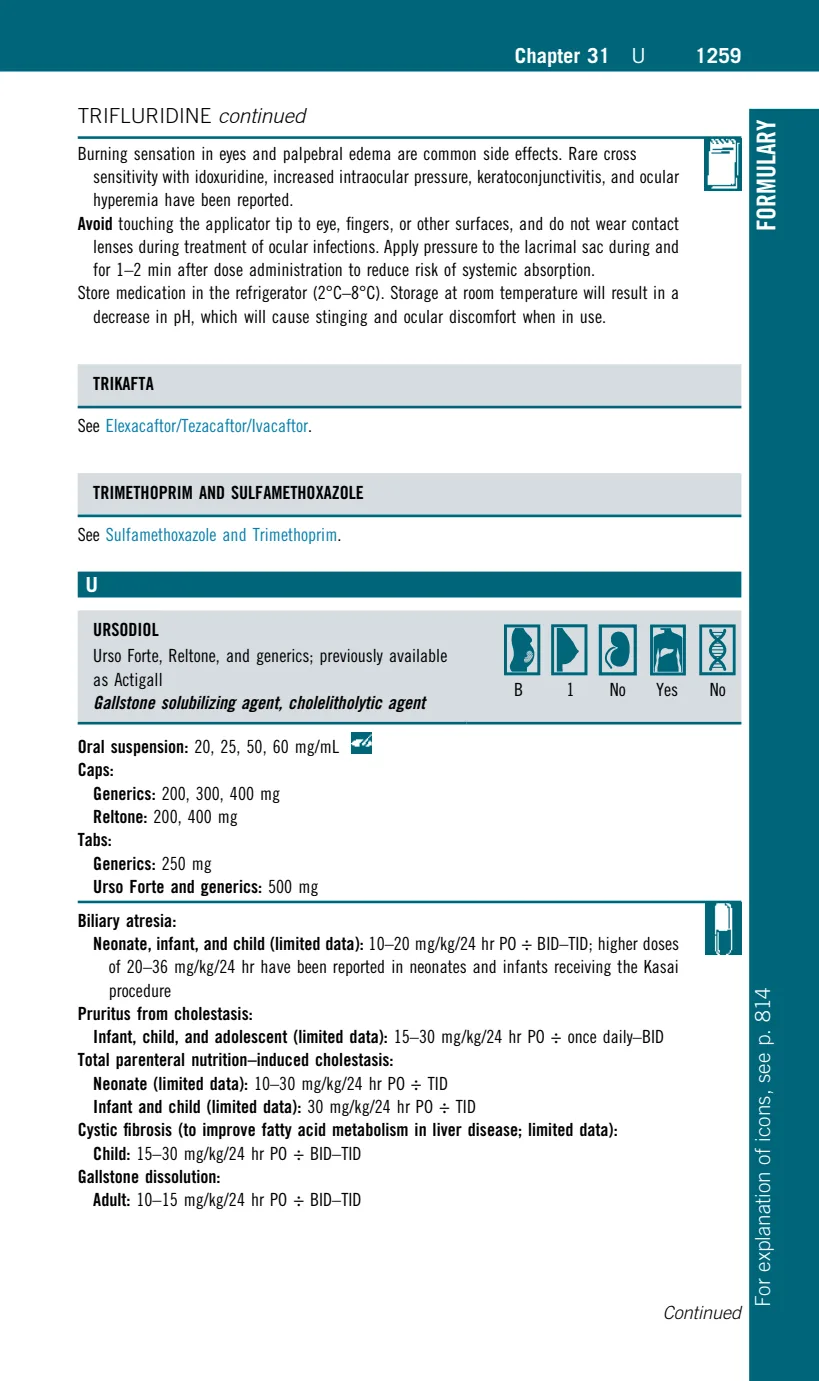 Chapter 31 U 1259
TRIFLURIDINE continued
Burning sensation in eyes and palpebral edema are common side effects. Rare cross
sensitivity with idoxuridine, increased intraocular pressure, keratoconjunctivitis, and ocular
hyperemia have been reported.
Avoid touching the applicator tip to eye, fingers, or other surfaces, and do not wear contact
lenses during treatment of ocular infections. Apply pressure to the lacrimal sac during and
for 1–2 min after dose administration to reduce risk of systemic absorption.
Store medication in the refrigerator (2°C–8°C). Storage at room temperature will result in a
decrease in pH, which will cause stinging and ocular discomfort when in use.
TRIKAFTA
See Elexacaftor/Tezacaftor/Ivacaftor.
TRIMETHOPRIM AND SULFAMETHOXAZOLE
See Sulfamethoxazole and Trimethoprim.
U
URSODIOL
Urso Forte, Reltone, and generics; previously available
as Actigall
Gallstone solubilizing agent, cholelitholytic agent
B 1 No Yes No
Oral suspension: 20, 25, 50, 60 mg/mL
Caps:
Generics: 200, 300, 400 mg
Reltone: 200, 400 mg
Tabs:
Generics: 250 mg
Urso Forte and generics: 500 mg
Biliary atresia:
Neonate, infant, and child (limited data): 10–20 mg/kg/24 hr PO ÷ BID–TID; higher doses
of 20–36 mg/kg/24 hr have been reported in neonates and infants receiving the Kasai
procedure
Pruritus from cholestasis:
Infant, child, and adolescent (limited data): 15–30 mg/kg/24 hr PO ÷ once daily–BID
Total parenteral nutrition–induced cholestasis:
Neonate (limited data): 10–30 mg/kg/24 hr PO ÷ TID
Infant and child (limited data): 30 mg/kg/24 hr PO ÷ TID
Cystic fibrosis (to improve fatty acid metabolism in liver disease; limited data):
Child: 15–30 mg/kg/24 hr PO ÷ BID–TID
Gallstone dissolution:
Adult: 10–15 mg/kg/24 hr PO ÷ BID–TID
Continued
FORMULARY
For explanation of icons, see p. 814